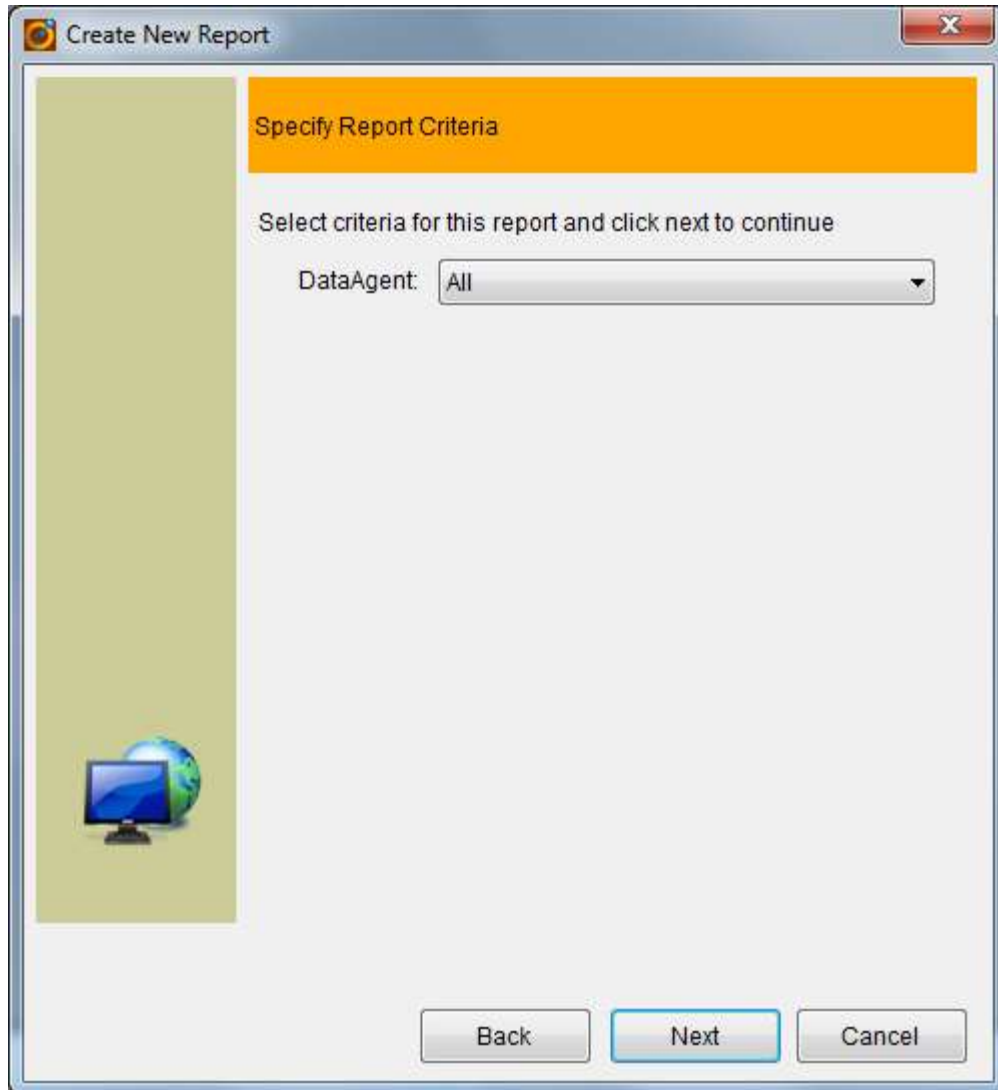 Create New Report
Specify Report Criteria
Select criteria for this report and click next to continue
DataAgent: All
Back Next Cancel